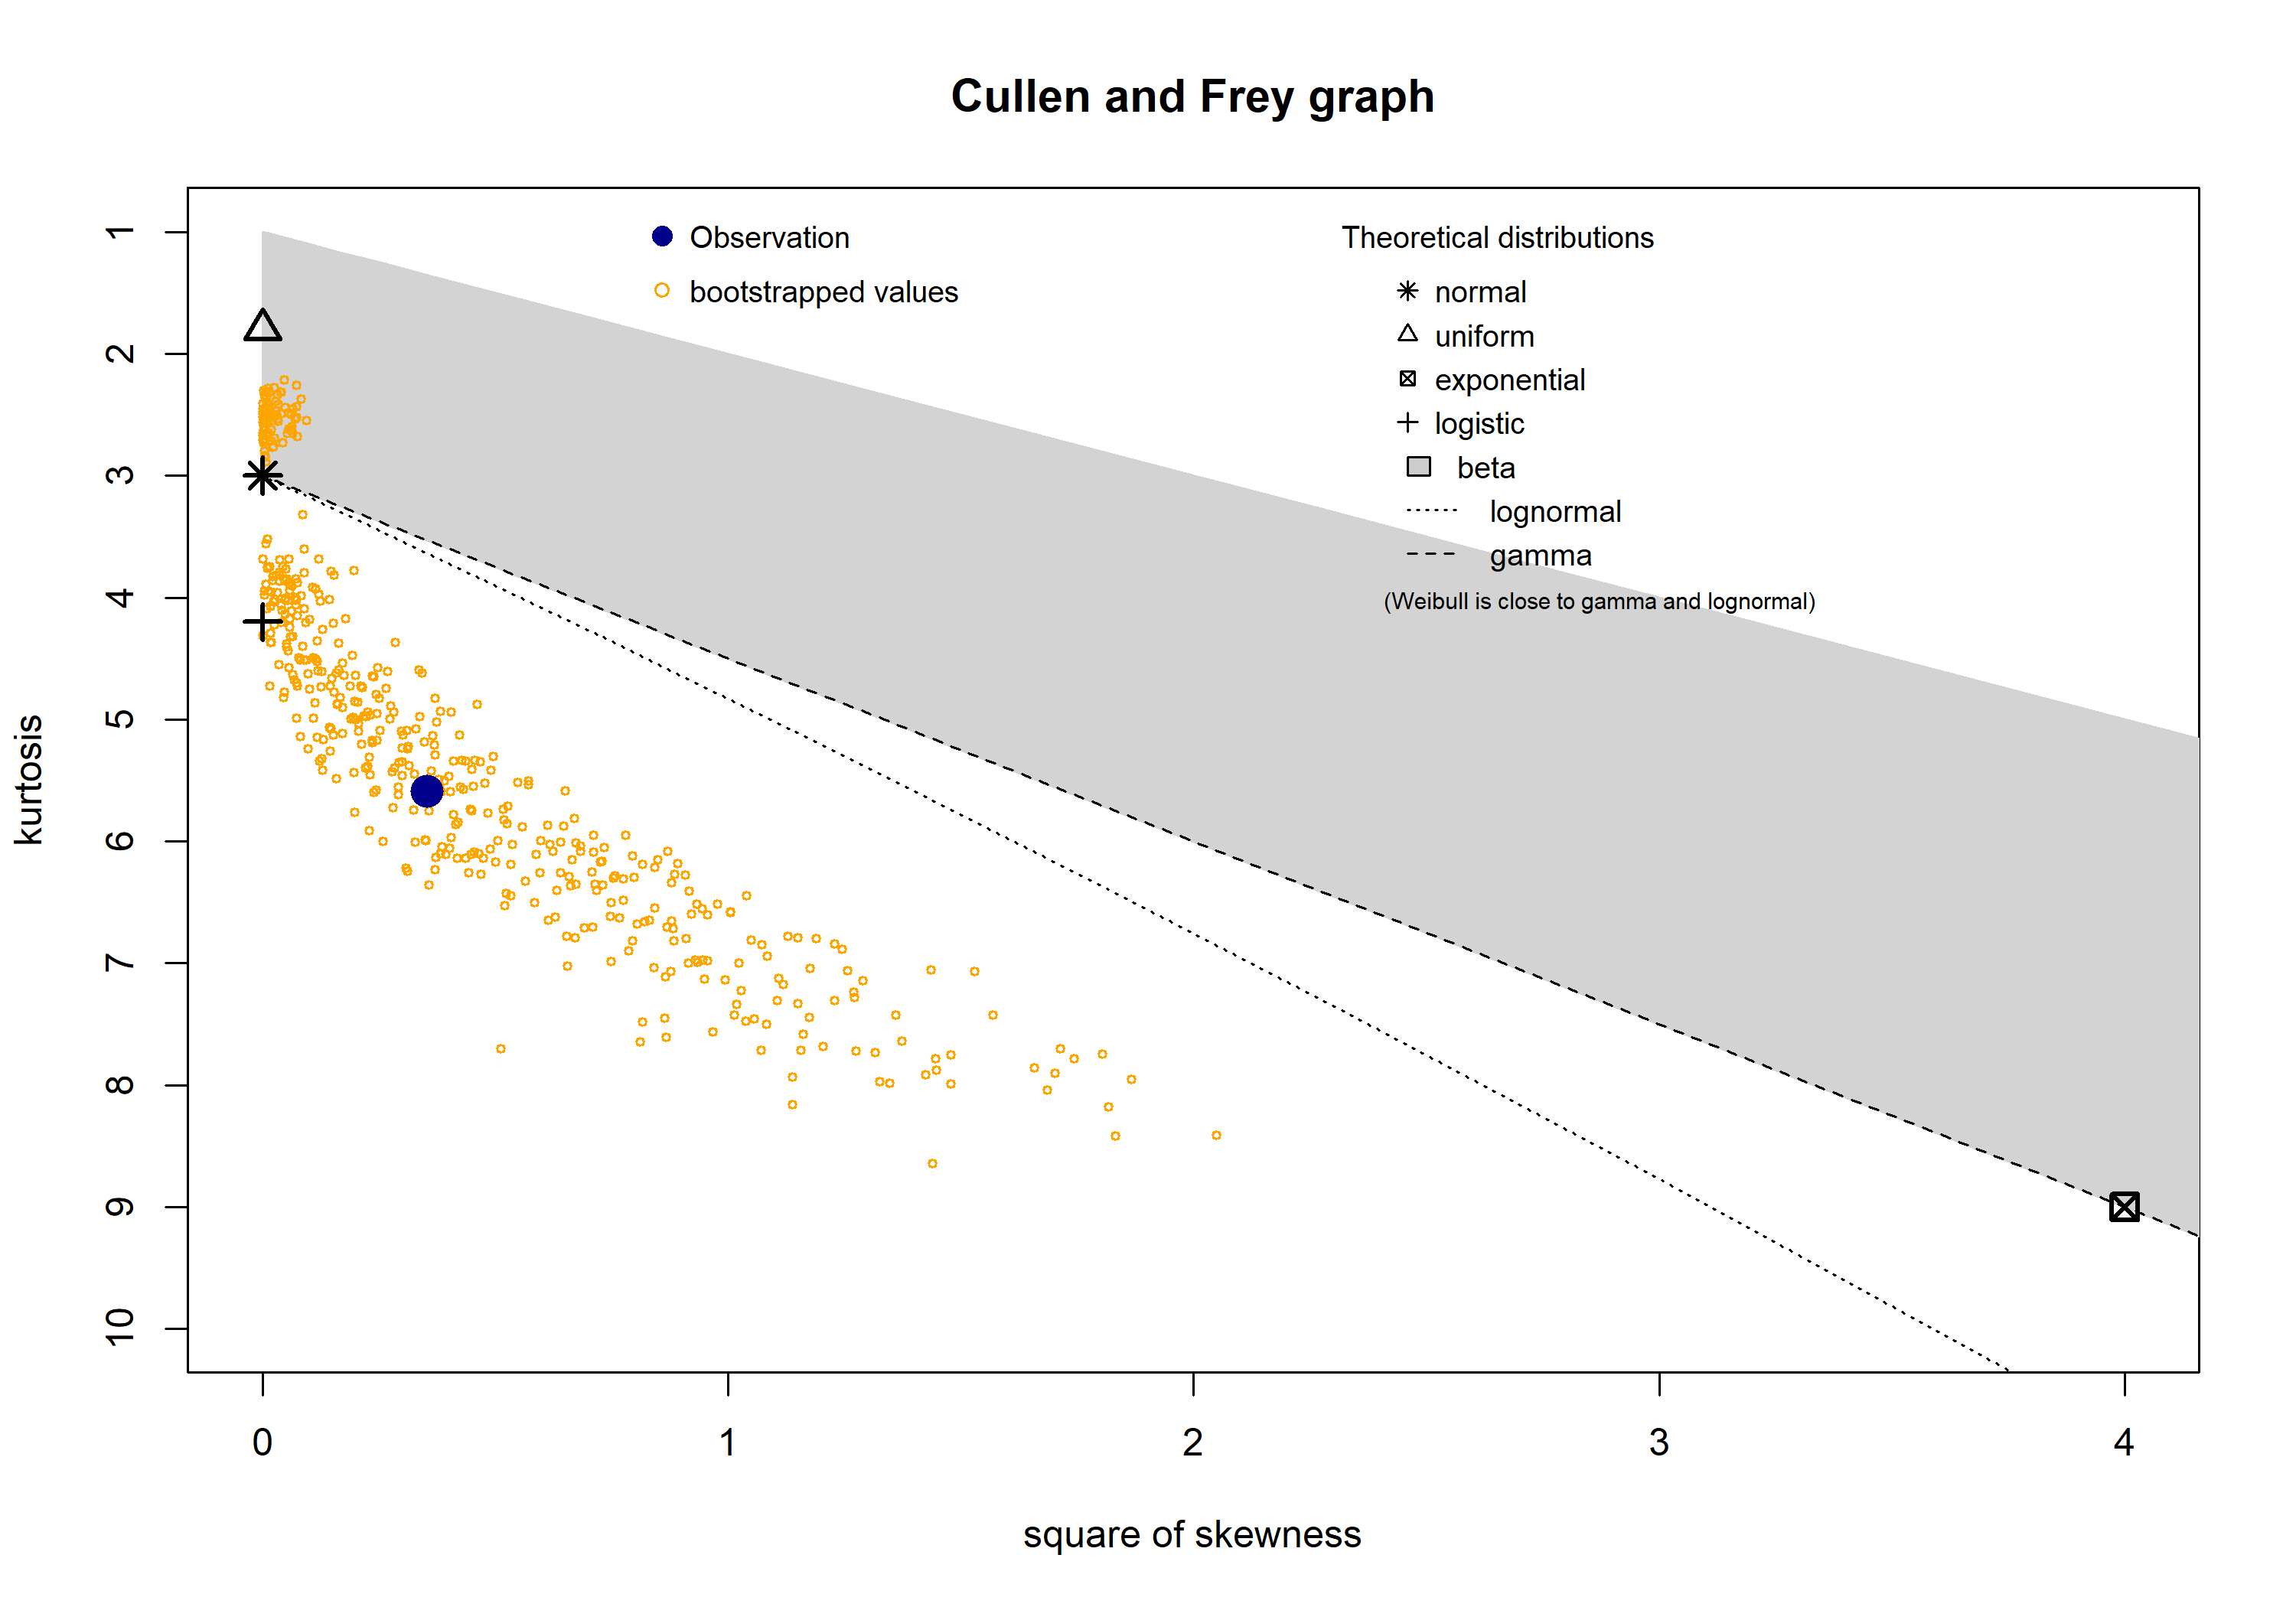 Cullen and Frey graph
Observation
bootstrapped values
Theoretical distributions
normal
uniform
exponential
logistic
beta
lognormal
gamma
(Weibull is close to gamma and lognormal)
kurtosis
1
2
3
4
5
6
7
8
9
10
0 1 2 3 4
square of skewness